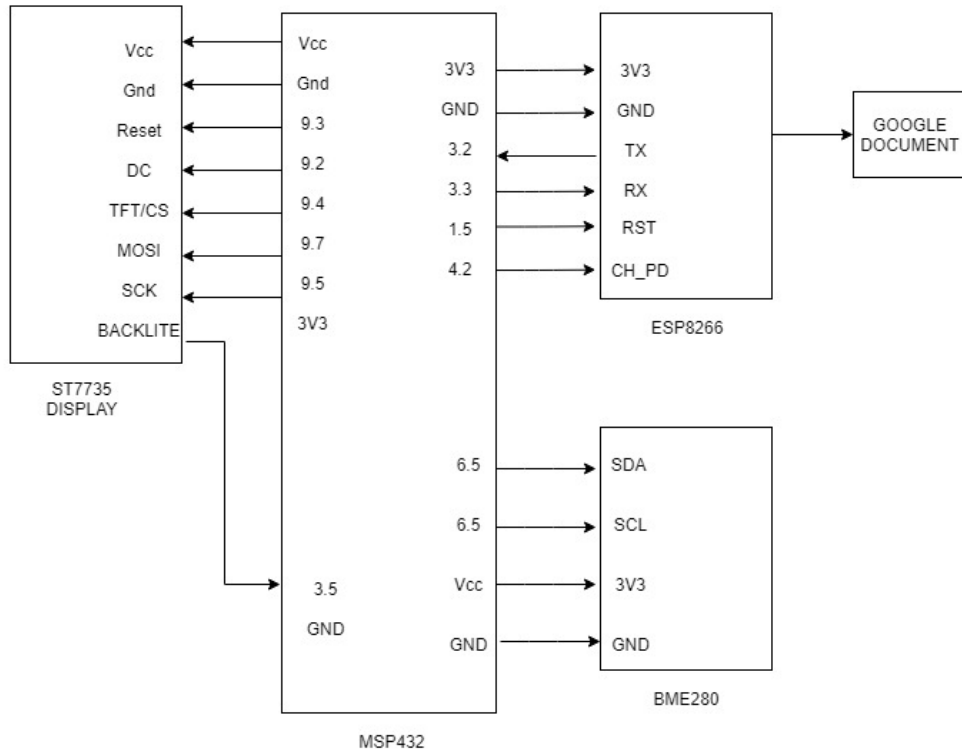 Vcc
Gnd
Reset
DC
TFT/CS
MOSI
SCK
BACKLITE
ST7735
DISPLAY
Vcc
Gnd
9.3
9.2
9.4
9.7
9.5
3V3
3.5
GND
3V3
GND
3.2
3.3
1.5
4.2
6.5
6.5
Vcc
GND
MSP432
3V3
GND
TX
RX
RST
CH_PD
ESP8266
GOOGLE
DOCUMENT
SDA
SCL
3V3
GND
BME280